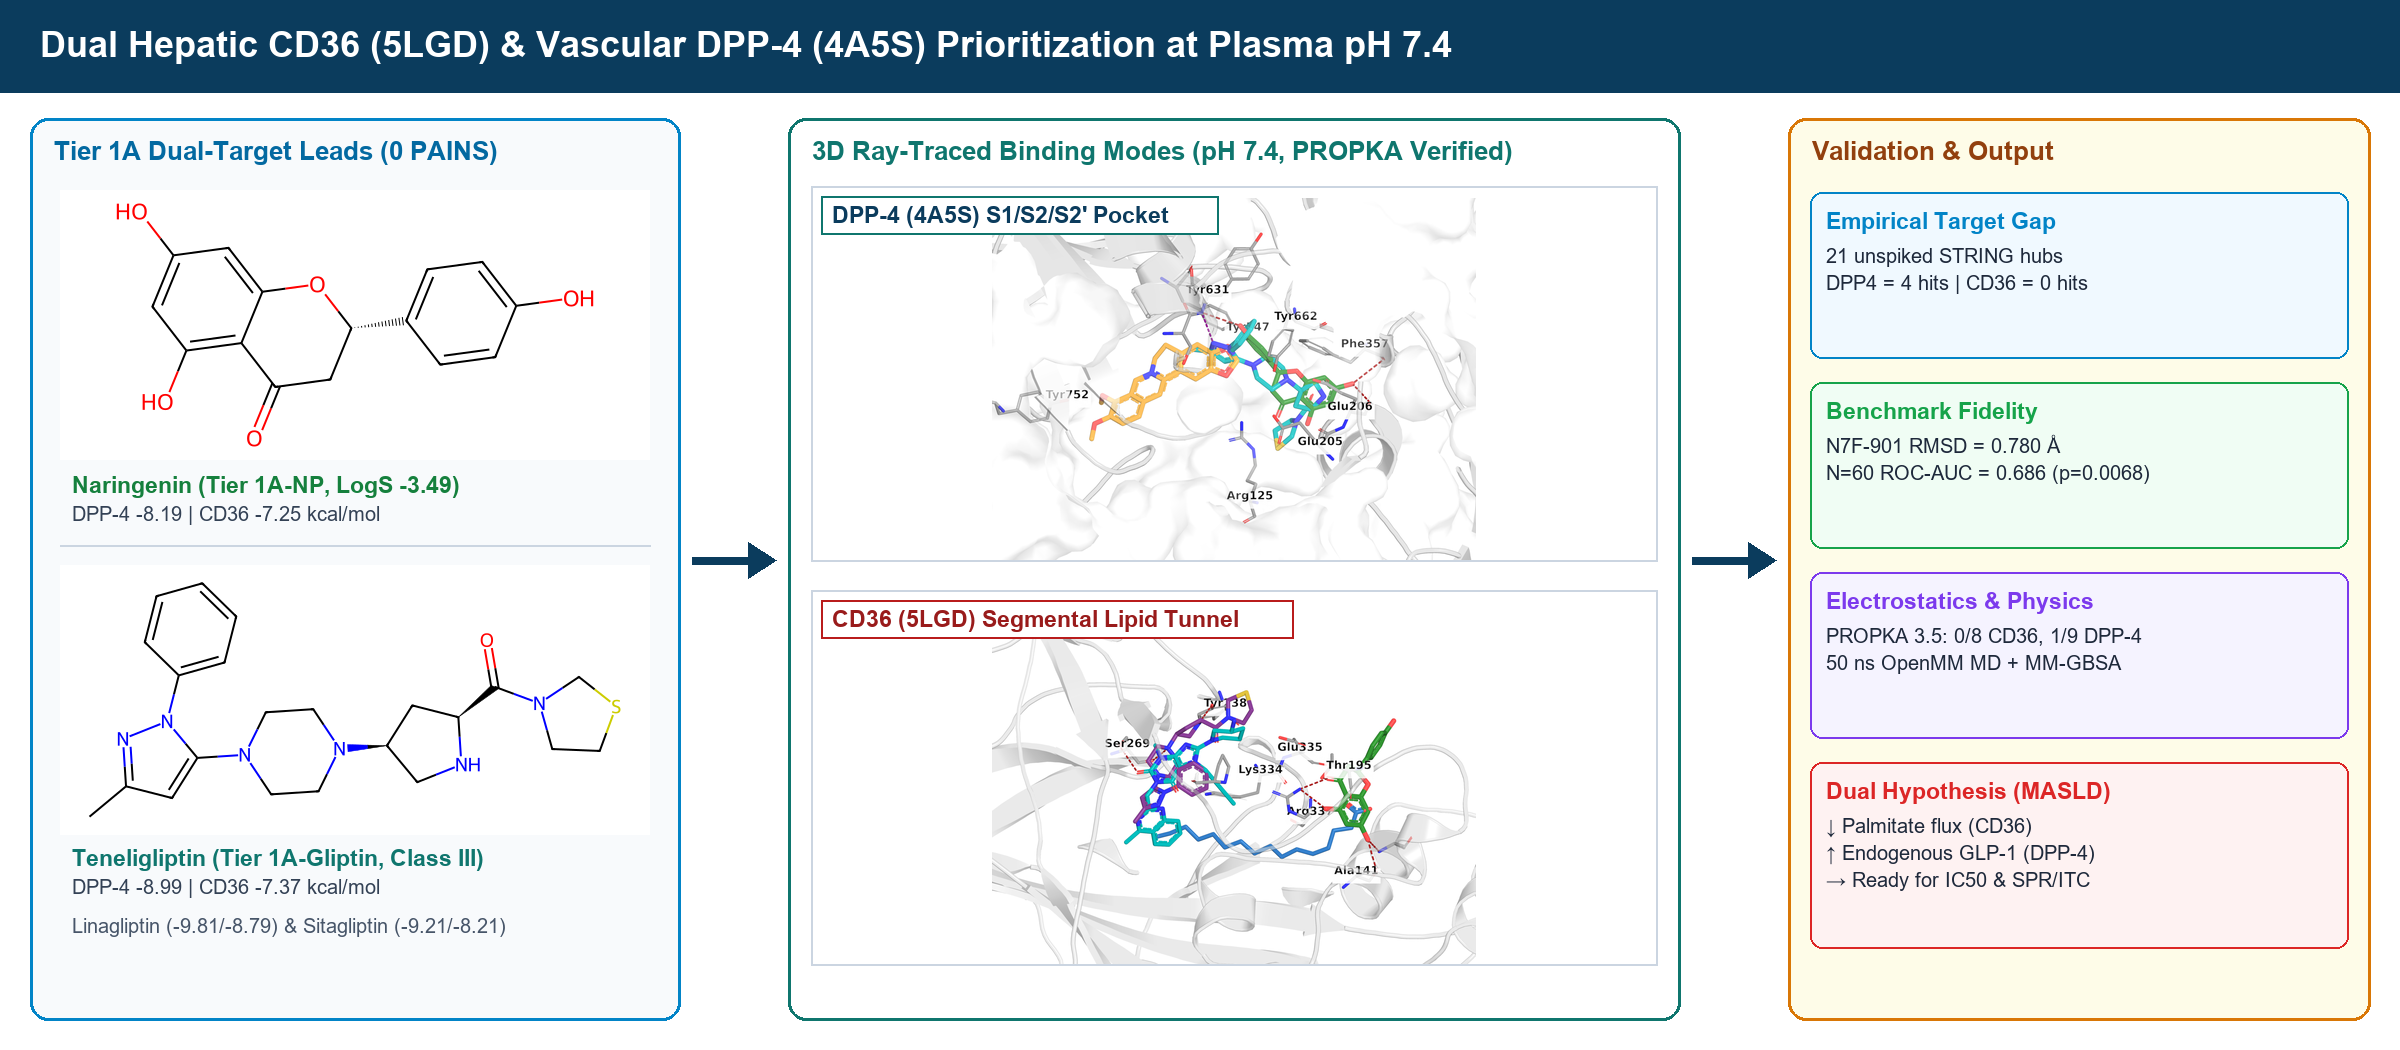 Dual Hepatic CD36 (5LGD) & Vascular DPP-4 (4A5S) Prioritization at Plasma pH 7.4
Tier 1A Dual-Target Leads (0 PAINS)
HO
O
OH
HO
O
Naringenin (Tier 1A-NP, LogS -3.49)
DPP-4 -8.19 | CD36 -7.25 kcal/mol
O
N
S
N
N
N
N
NH
Teneligliptin (Tier 1A-Gliptin, Class III)
DPP-4 -8.99 | CD36 -7.37 kcal/mol
Linagliptin (-9.81/-8.79) & Sitagliptin (-9.21/-8.21)
3D Ray-Traced Binding Modes (pH 7.4, PROPKA Verified)
DPP-4 (4A5S) S1/S2/S2' Pocket
Tyr631
Tyr662
Phe357
Tyr752
Glu206
Glu205
Arg125
CD36 (5LGD) Segmental Lipid Tunnel
Ser269
Glu335
Lys334
Thr195
Ala141
Validation & Output
Empirical Target Gap
21 unspiked STRING hubs
DPP4 = 4 hits | CD36 = 0 hits
Benchmark Fidelity
N7F-901 RMSD = 0.780 Å
N=60 ROC-AUC = 0.686 (p=0.0068)
Electrostatics & Physics
PROPKA 3.5: 0/8 CD36, 1/9 DPP-4
50 ns OpenMM MD + MM-GBSA
Dual Hypothesis (MASLD)
↓ Palmitate flux (CD36)
↑ Endogenous GLP-1 (DPP-4)
→ Ready for IC50 & SPR/ITC